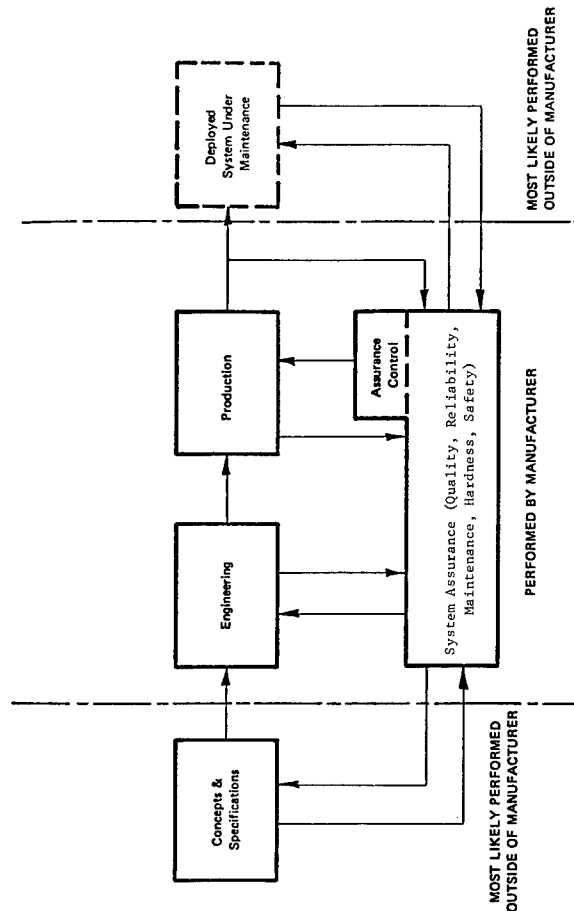 Concepts &
Specifications
Engineering
Production
Deployed
System Under
Maintenance
Assurance
Control
System Assurance (Quality, Reliability,
Maintenance, Hardness, Safety)
MOST LIKELY PERFORMED
OUTSIDE OF MANUFACTURER
PERFORMED BY MANUFACTURER
MOST LIKELY PERFORMED
OUTSIDE OF MANUFACTURER